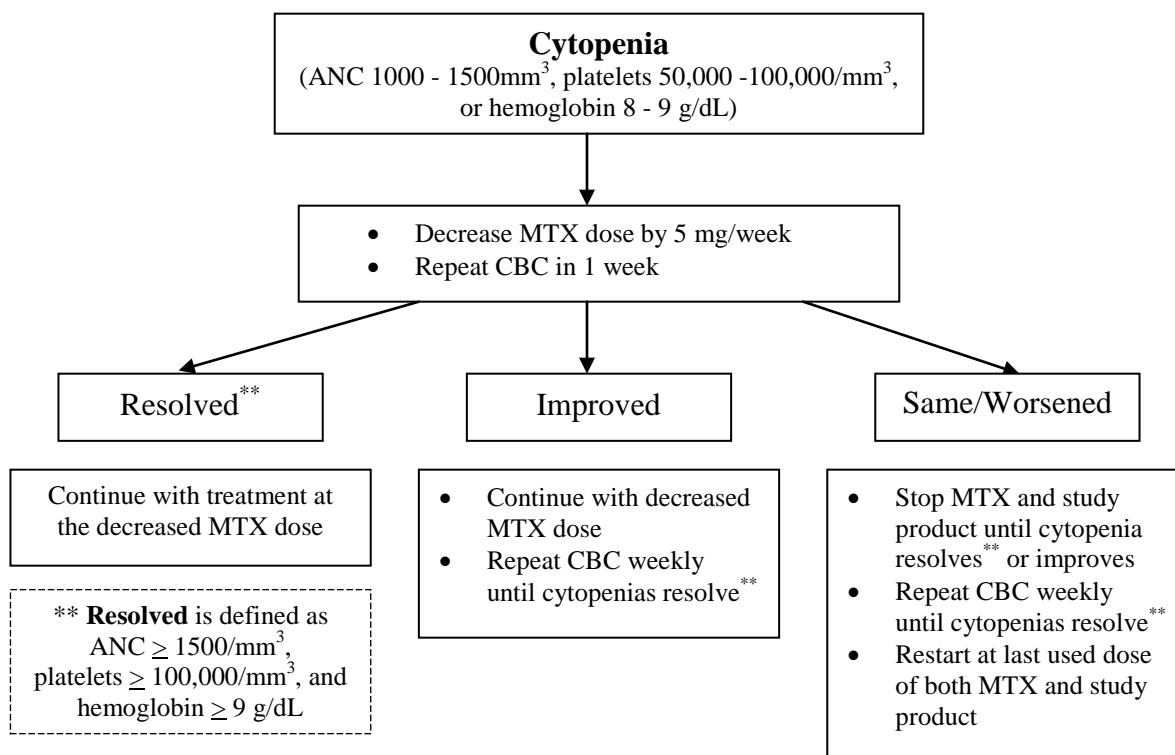 Cytopenia
(ANC 1000 - 1500mm³, platelets 50,000 -100,000/mm³,
or hemoglobin 8 - 9 g/dL)
• Decrease MTX dose by 5 mg/week
• Repeat CBC in 1 week
Resolved**
Improved
Same/Worsened
Continue with treatment at
the decreased MTX dose
** Resolved is defined as
ANC ≥ 1500/mm³,
platelets ≥ 100,000/mm³, and
hemoglobin ≥ 9 g/dL
• Continue with decreased
MTX dose
• Repeat CBC weekly
until cytopenias resolve**
• Stop MTX and study
product until cytopenia
resolves** or improves
• Repeat CBC weekly
until cytopenias resolve**
• Restart at last used dose
of both MTX and study
product